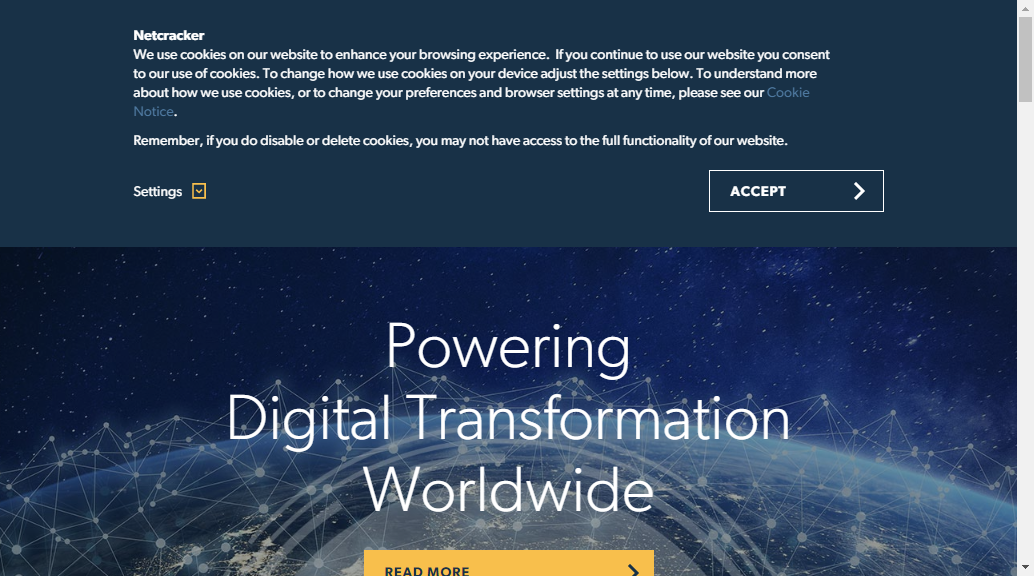 Netcracker
We use cookies on our website to enhance your browsing experience.  If you continue to use our website you consent
to our use of cookies. To change how we use cookies on your device adjust the settings below. To understand more
about how we use cookies, or to change your preferences and browser settings at any time, please see our Cookie
Notice.
Remember, if you do disable or delete cookies, you may not have access to the full functionality of our website.
Settings
ACCEPT
Powering
Digital Transformation
Worldwide
READ MORE